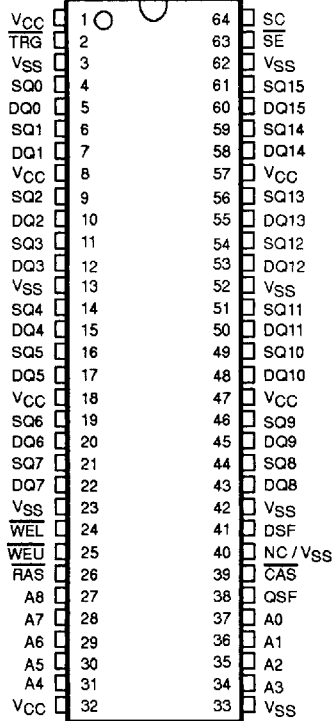 VCC 1 64 SC
TRG 2 63 SE
VSS 3 62 VSS
SQ0 4 61 SQ15
DQ0 5 60 DQ15
SQ1 6 59 SQ14
DQ1 7 58 DQ14
VCC 8 57 VCC
SQ2 9 56 SQ13
DQ2 10 55 DQ13
SQ3 11 54 SQ12
DQ3 12 53 DQ12
VSS 13 52 VSS
SQ4 14 51 SQ11
DQ4 15 50 DQ11
SQ5 16 49 SQ10
DQ5 17 48 DQ10
VCC 18 47 VCC
SQ6 19 46 SQ9
DQ6 20 45 DQ9
SQ7 21 44 SQ8
DQ7 22 43 DQ8
VSS 23 42 VSS
WEL 24 41 DSF
WEU 25 40 NC / VSS
RAS 26 39 CAS
A8 27 38 QSF
A7 28 37 A0
A6 29 36 A1
A5 30 35 A2
A4 31 34 A3
VCC 32 33 VSS